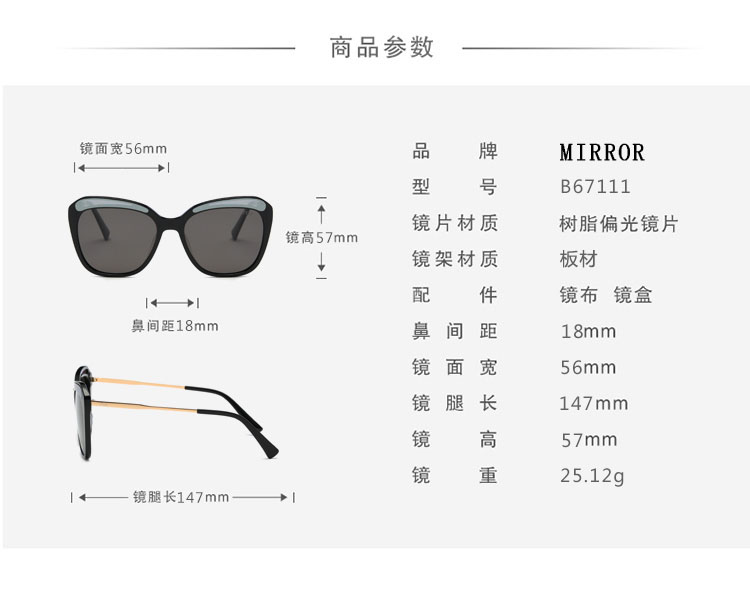 商品参数
镜面宽56mm
镜高57mm
鼻间距18mm
镜腿长147mm
品牌 MIRROR
型号 B67111
镜片材质 树脂偏光镜片
镜架材质 板材
配件 镜布 镜盒
鼻间距 18mm
镜面宽 56mm
镜腿长 147mm
镜高 57mm
镜重 25.12g